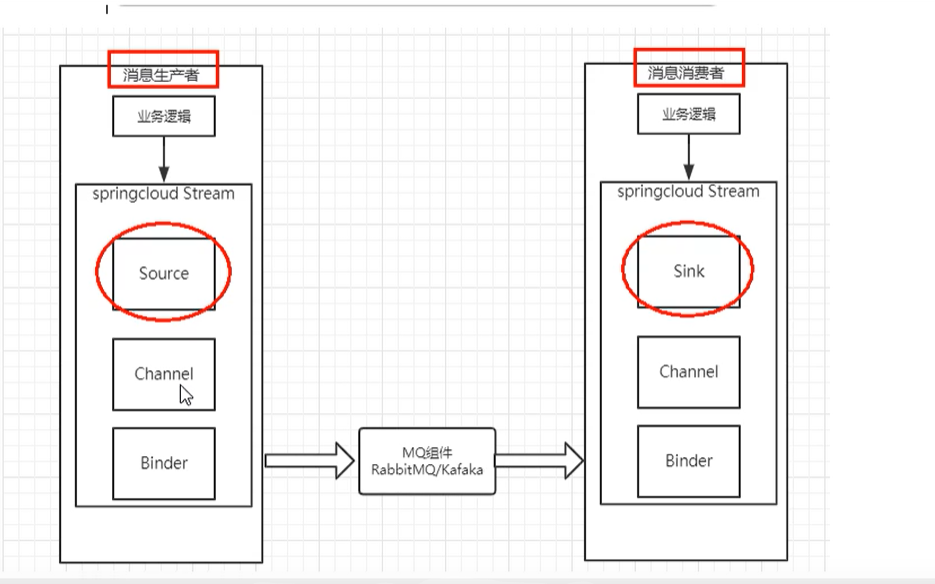 消息生产者
业务逻辑
springcloud Stream
Source
Channel
Binder
MQ组件
RabbitMQ/Kafaka
消息消费者
业务逻辑
springcloud Stream
Sink
Channel
Binder